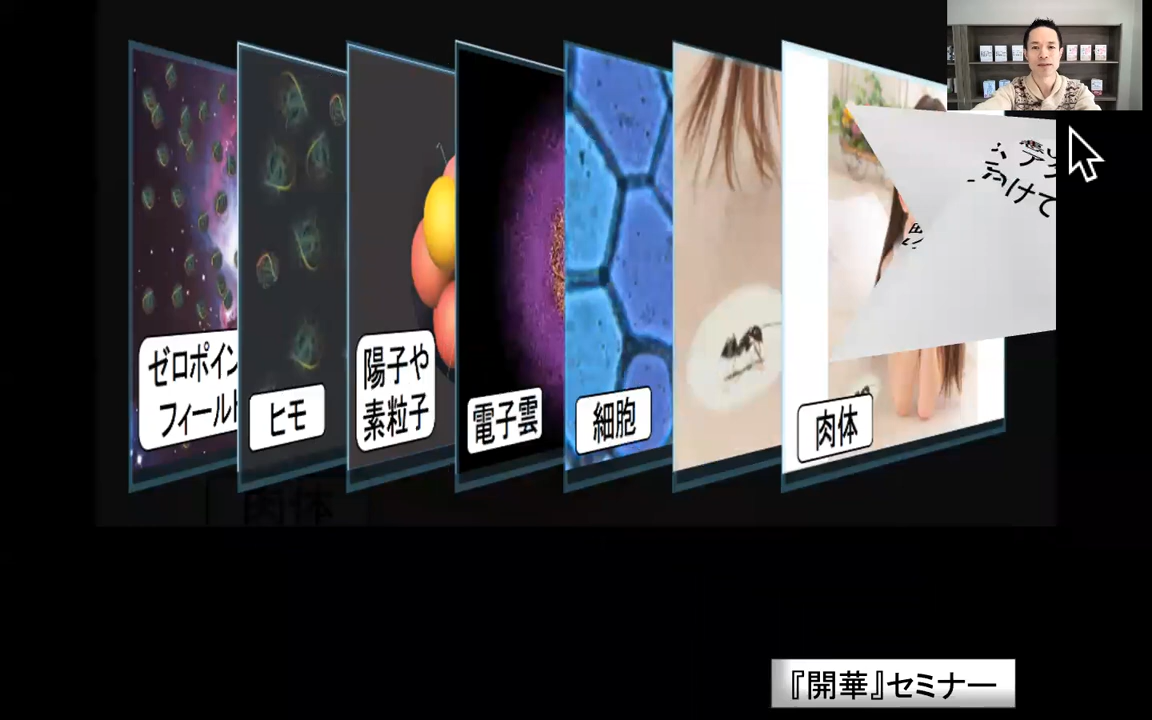 ゼロポイン
フィール
ヒモ
陽子や
素粒子
電子雲
細胞
肉体
肉体
『開華』セミナー